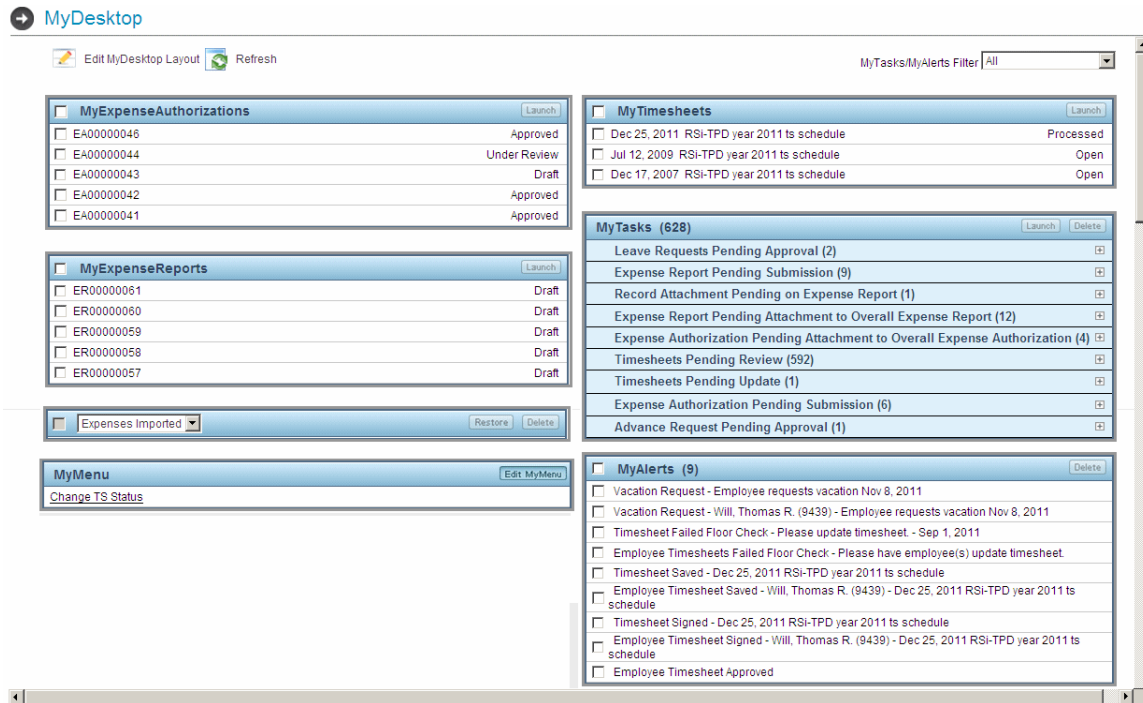 MyDesktop
Edit MyDesktop Layout Refresh
MyTasks/MyAlerts Filter All
MyExpenseAuthorizations Launch
EA00000046 Approved
EA00000044 Under Review
EA00000043 Draft
EA00000042 Approved
EA00000041 Approved
MyExpenseReports Launch
ER00000061 Draft
ER00000060 Draft
ER00000059 Draft
ER00000058 Draft
ER00000057 Draft
Expenses Imported Restore Delete
MyMenu Edit MyMenu
Change TS Status
MyTimesheets Launch
Dec 25, 2011 RSi-TPD year 2011 ts schedule Processed
Jul 12, 2009 RSi-TPD year 2011 ts schedule Open
Dec 17, 2007 RSi-TPD year 2011 ts schedule Open
MyTasks (628) Launch Delete
Leave Requests Pending Approval (2)
Expense Report Pending Submission (9)
Record Attachment Pending on Expense Report (1)
Expense Report Pending Attachment to Overall Expense Report (12)
Expense Authorization Pending Attachment to Overall Expense Authorization (4)
Timesheets Pending Review (592)
Timesheets Pending Update (1)
Expense Authorization Pending Submission (6)
Advance Request Pending Approval (1)
MyAlerts (9) Delete
Vacation Request - Employee requests vacation Nov 8, 2011
Vacation Request - Will, Thomas R. (9439) - Employee requests vacation Nov 8, 2011
Timesheet Failed Floor Check - Please update timesheet. - Sep 1, 2011
Employee Timesheets Failed Floor Check - Please have employee(s) update timesheet.
Timesheet Saved - Dec 25, 2011 RSi-TPD year 2011 ts schedule
Employee Timesheet Saved - Will, Thomas R. (9439) - Dec 25, 2011 RSi-TPD year 2011 ts
schedule
Timesheet Signed - Dec 25, 2011 RSi-TPD year 2011 ts schedule
Employee Timesheet Signed - Will, Thomas R. (9439) - Dec 25, 2011 RSi-TPD year 2011 ts
schedule
Employee Timesheet Approved